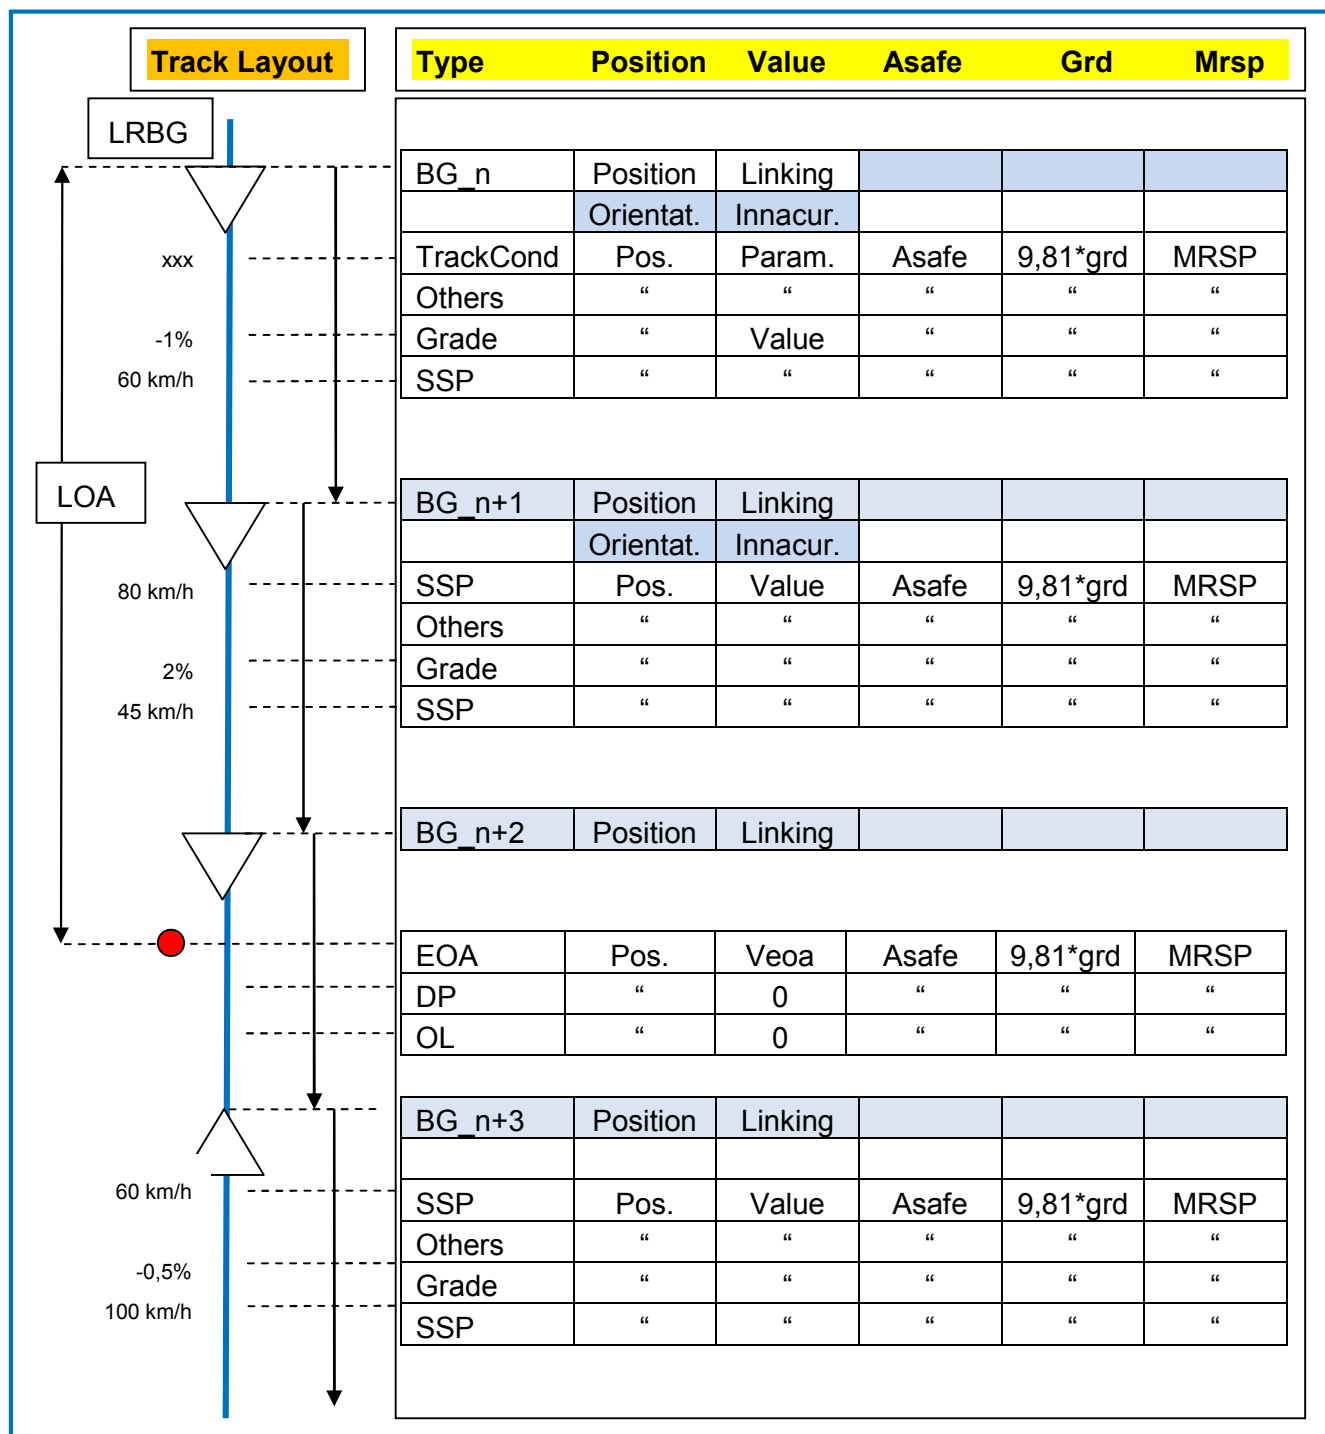 Track Layout
Type Position Value Asafe Grd Mrsp
LRBG
BG_n Position Linking
Orientat. Innacur.
xxx TrackCond Pos. Param. Asafe 9,81*grd MRSP
Others “ “ “ “ “
-1% Grade “ Value “ “ “
60 km/h SSP “ “ “ “ “
LOA
BG_n+1 Position Linking
Orientat. Innacur.
80 km/h SSP Pos. Value Asafe 9,81*grd MRSP
Others “ “ “ “ “
2% Grade “ “ “ “ “
45 km/h SSP “ “ “ “ “
BG_n+2 Position Linking
EOA Pos. Veoa Asafe 9,81*grd MRSP
DP “ 0 “ “ “
OL “ 0 “ “ “
BG_n+3 Position Linking
60 km/h SSP Pos. Value Asafe 9,81*grd MRSP
Others “ “ “ “ “
-0,5% Grade “ “ “ “ “
100 km/h SSP “ “ “ “ “